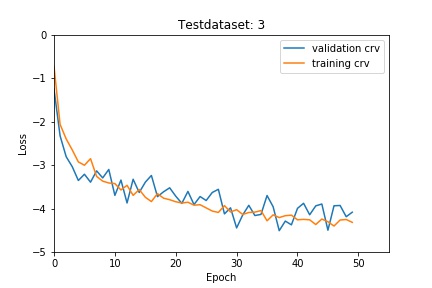 Testdataset: 3
validation crv
training crv
0
−1
−2
−3
−4
−5
Loss
0 10 20 30 40 50
Epoch